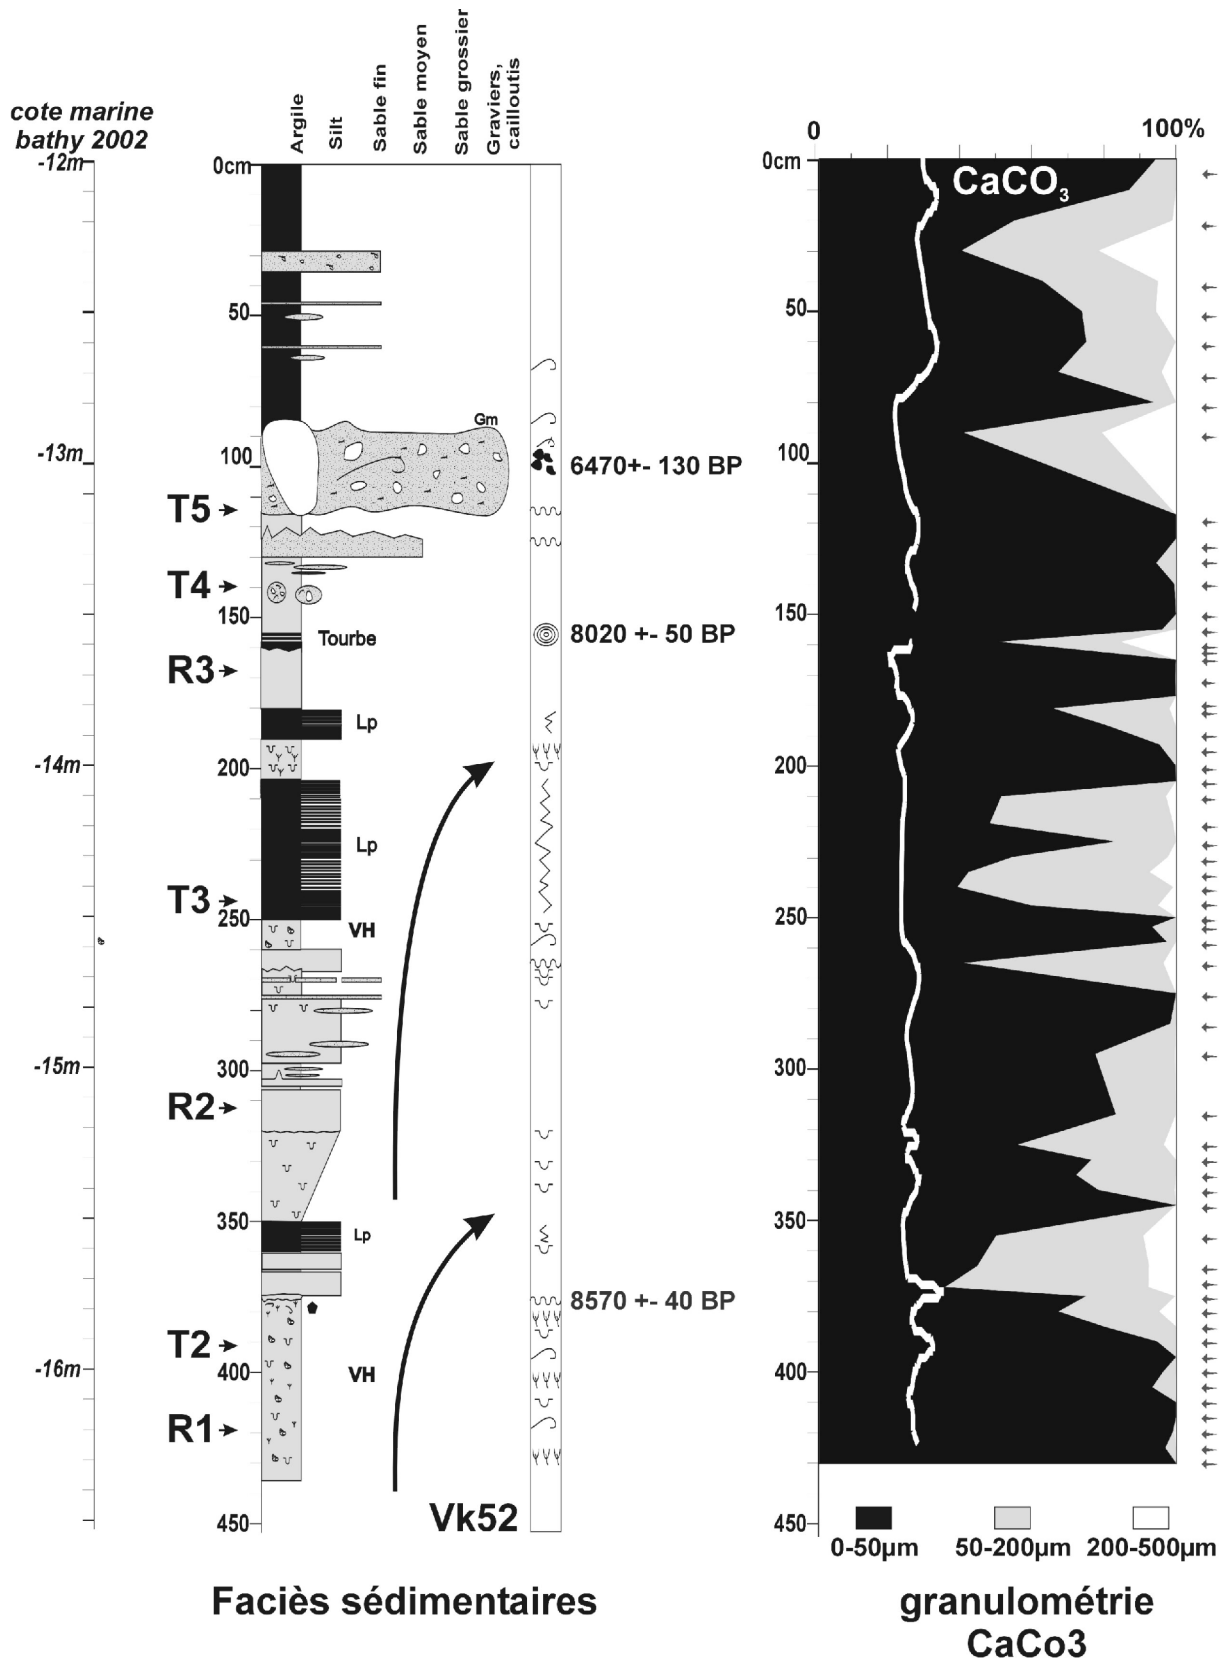 cote marine
bathy 2002
Argile
Silt
Sable fin
Sable moyen
Sable grossier
Graviers,
cailloutis
0
100%
-12m
0cm
0cm
CaCO3
50
50
Gm
-13m
100
6470+- 130 BP
100
T5
T4
150
Tourbe
8020 +- 50 BP
150
R3
Lp
-14m
200
200
Lp
T3
250
VH
250
-15m
300
300
R2
350
Lp
350
8570 +- 40 BP
T2
-16m
400
VH
400
R1
450
Vk52
450
0-50µm
50-200µm
200-500µm
Faciès sédimentaires
granulométrie
CaCo3